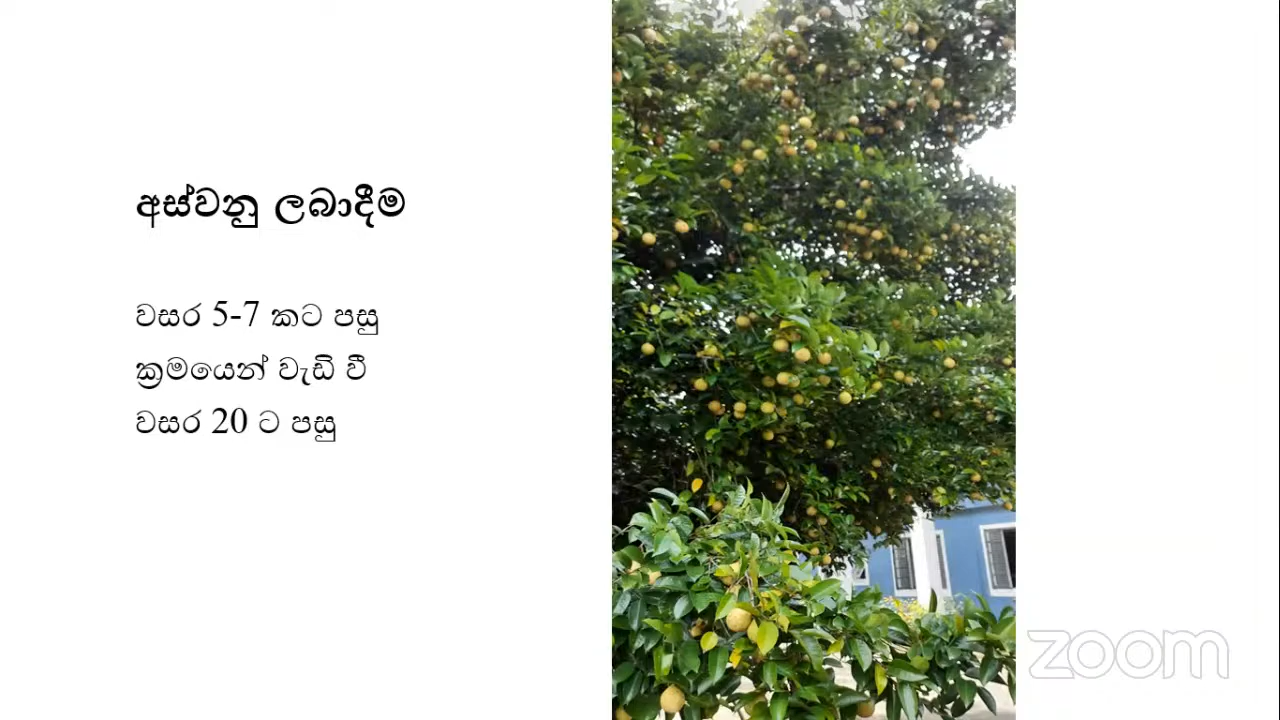 අස්වනු ලබාදීම
වසර 5-7 කට පසු
ක්‍රමයෙන් වැඩි වී
වසර 20 ට පසු
zoom